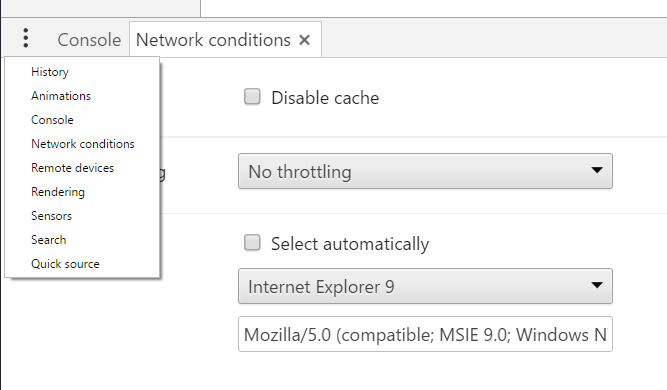 Console
Network conditions
History
Animations
Console
Network conditions
Remote devices
Rendering
Sensors
Search
Quick source
Disable cache
No throttling
Select automatically
Internet Explorer 9
Mozilla/5.0 (compatible; MSIE 9.0; Windows N